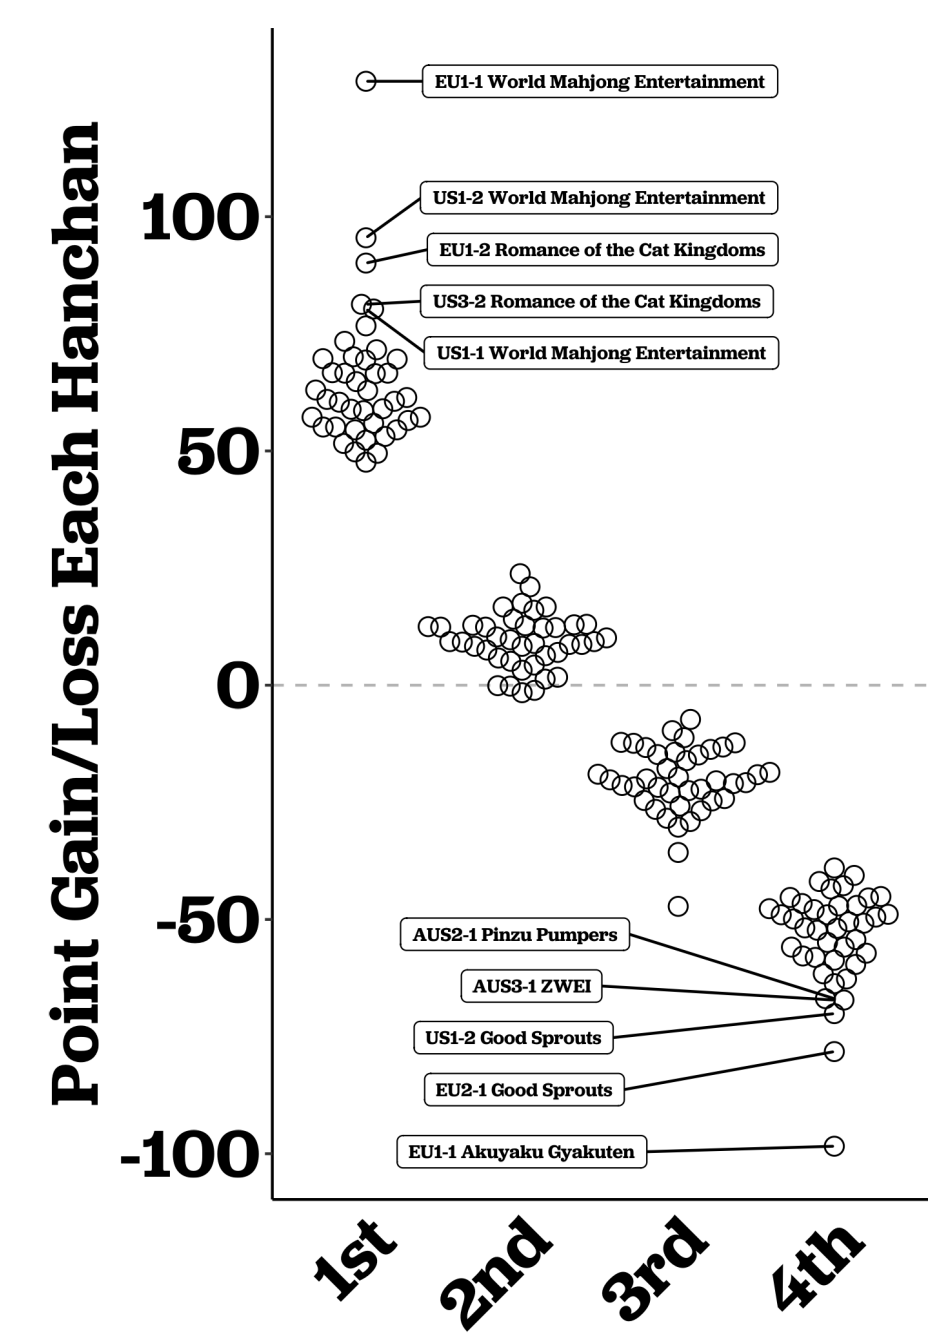 Point Gain/Loss Each Hanchan
EU1-1 World Mahjong Entertainment
100
US1-2 World Mahjong Entertainment
EU1-2 Romance of the Cat Kingdoms
US3-2 Romance of the Cat Kingdoms
US1-1 World Mahjong Entertainment
50
0
-50
AUS2-1 Pinzu Pumpers
AUS3-1 ZWEI
US1-2 Good Sprouts
EU2-1 Good Sprouts
-100
EU1-1 Akuyaku Gyakuten
1st
2nd
3rd
4th